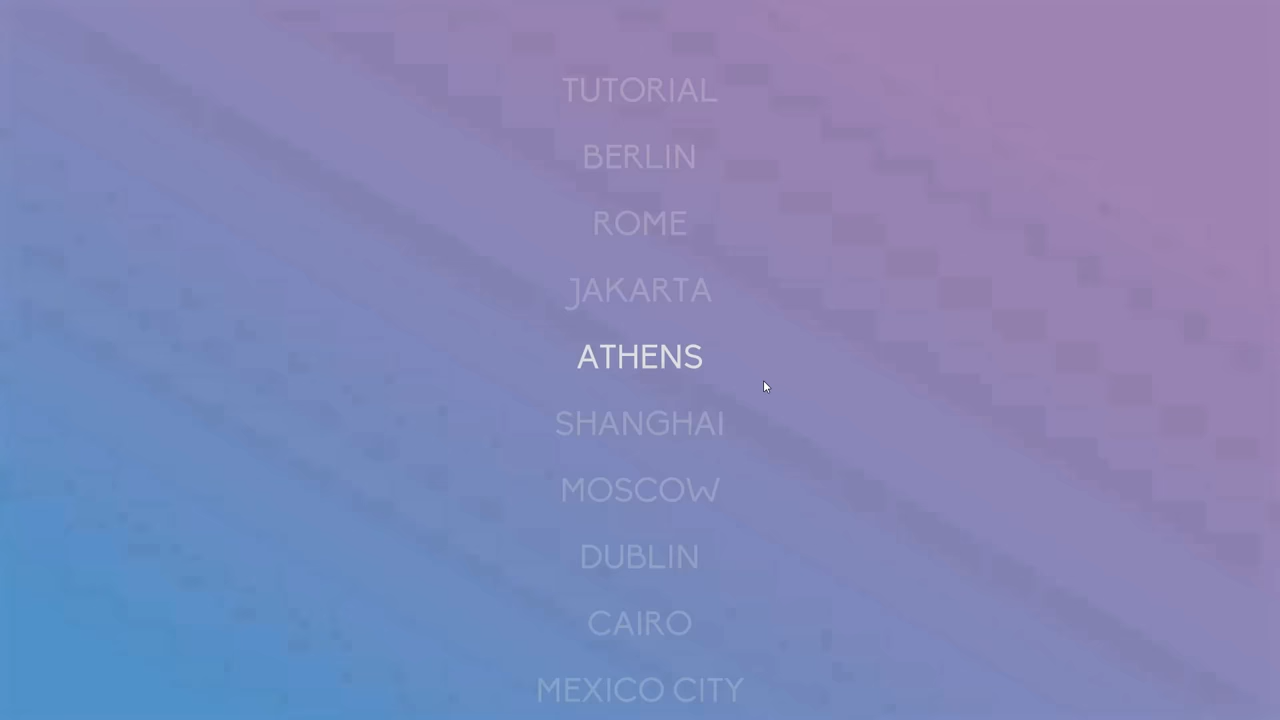 TUTORIAL
BERLIN
ROME
JAKARTA
ATHENS
SHANGHAI
MOSCOW
DUBLIN
CAIRO
MEXICO CITY